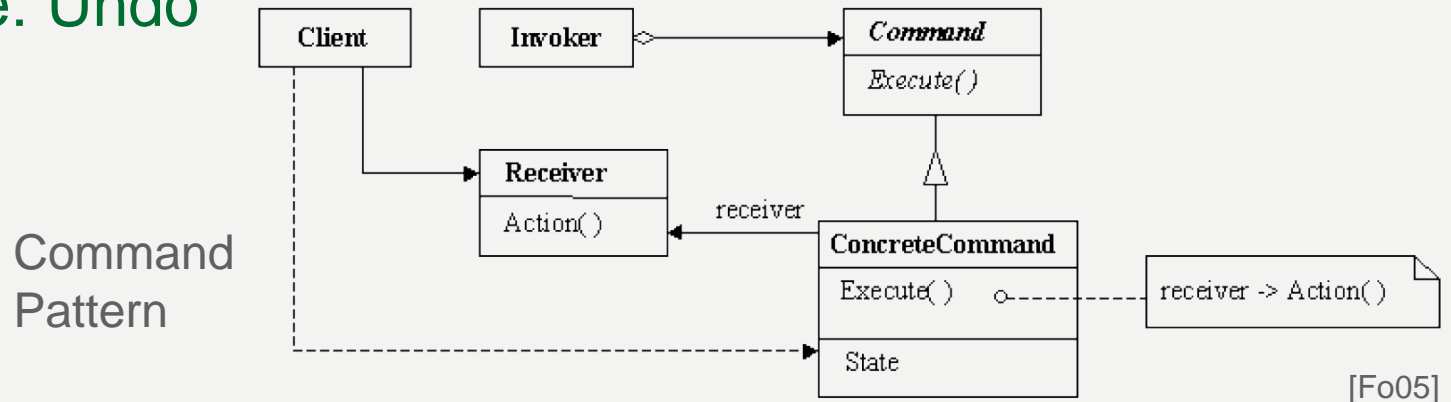 e: Undo
Client
Invoker
Command
Execute()
Receiver
Action()
receiver
ConcreteCommand
Execute()
State
receiver -> Action()
Command
Pattern
[Fo05]